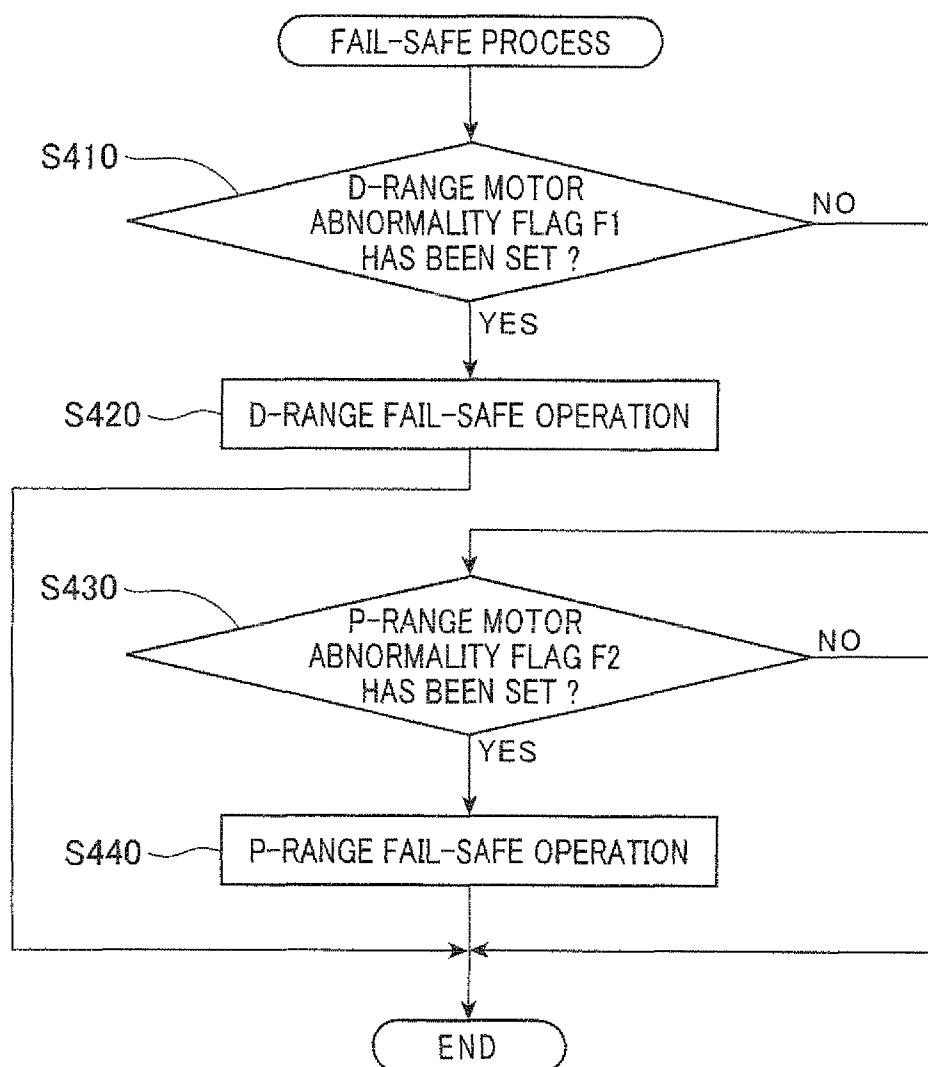 FAIL-SAFE PROCESS
S410
D-RANGE MOTOR
ABNORMALITY FLAG F1
HAS BEEN SET ?
NO
YES
S420
D-RANGE FAIL-SAFE OPERATION
S430
P-RANGE MOTOR
ABNORMALITY FLAG F2
HAS BEEN SET ?
NO
YES
S440
P-RANGE FAIL-SAFE OPERATION
END